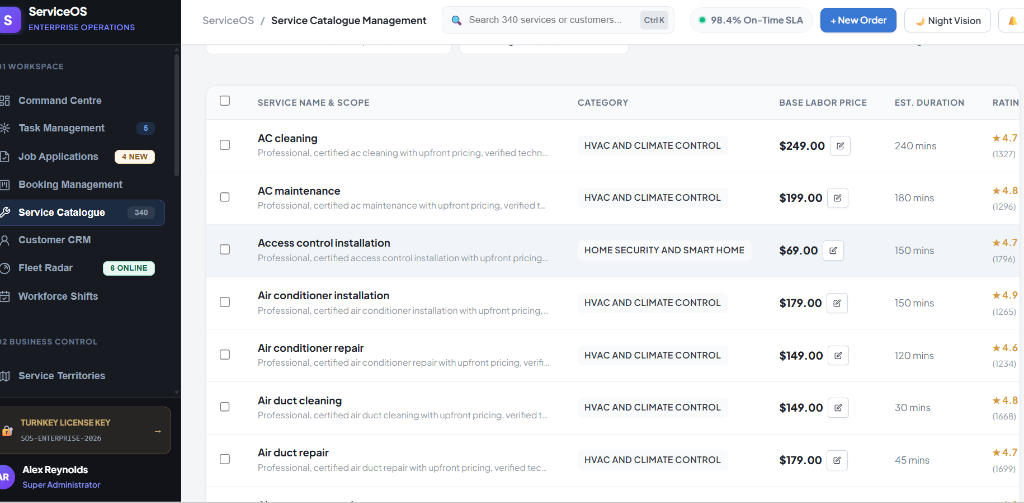 S
ServiceOS
ENTERPRISE OPERATIONS
01 WORKSPACE
Command Centre
Task Management 5
Job Applications 4 NEW
Booking Management
Service Catalogue 340
Customer CRM
Fleet Radar 6 ONLINE
Workforce Shifts
02 BUSINESS CONTROL
Service Territories
TURNKEY LICENSE KEY
SOS-ENTERPRISE-2026 →
AR
Alex Reynolds
Super Administrator
ServiceOS / Service Catalogue Management
Search 340 services or customers... Ctrl K
98.4% On-Time SLA
+ New Order
Night Vision
SERVICE NAME & SCOPE CATEGORY BASE LABOR PRICE EST. DURATION RATIN
AC cleaning HVAC AND CLIMATE CONTROL $249.00 240 mins ★ 4.7
Professional, certified ac cleaning with upfront pricing, verified techn... (1327)
AC maintenance HVAC AND CLIMATE CONTROL $199.00 180 mins ★ 4.8
Professional, certified ac maintenance with upfront pricing, verified t... (1296)
Access control installation HOME SECURITY AND SMART HOME $69.00 150 mins ★ 4.7
Professional, certified access control installation with upfront pricing... (1796)
Air conditioner installation HVAC AND CLIMATE CONTROL $179.00 150 mins ★ 4.9
Professional, certified air conditioner installation with upfront pricing,... (1265)
Air conditioner repair HVAC AND CLIMATE CONTROL $149.00 120 mins ★ 4.6
Professional, certified air conditioner repair with upfront pricing, verifi... (1234)
Air duct cleaning HVAC AND CLIMATE CONTROL $149.00 30 mins ★ 4.8
Professional, certified air duct cleaning with upfront pricing, verified t... (1668)
Air duct repair HVAC AND CLIMATE CONTROL $179.00 45 mins ★ 4.7
Professional, certified air duct repair with upfront pricing, verified tec... (1699)